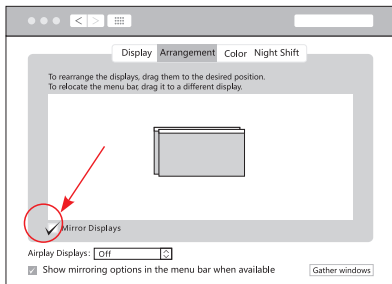 Display Arrangement Color Night Shift
To rearrange the displays, drag them to the desired position.
To relocate the menu bar, drag it to a different display.
Mirror Displays
Airplay Displays: Off
Show mirroring options in the menu bar when available
Gather windows